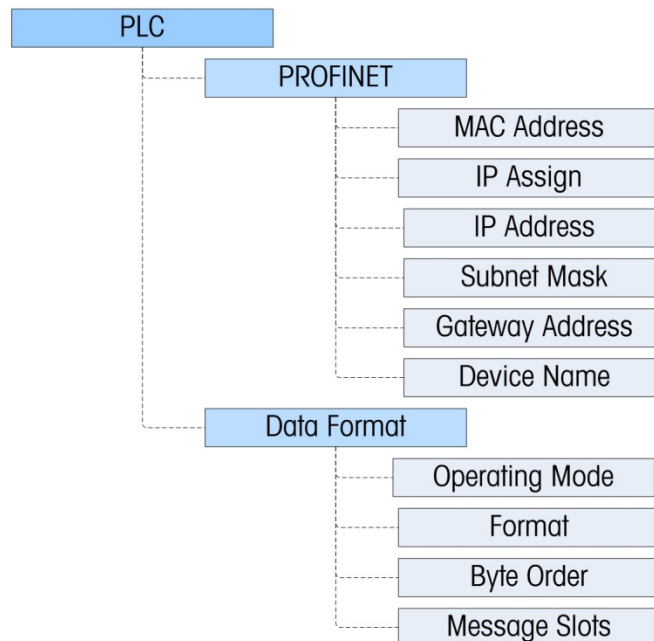 PLC
PROFINET
MAC Address
IP Assign
IP Address
Subnet Mask
Gateway Address
Device Name
Data Format
Operating Mode
Format
Byte Order
Message Slots